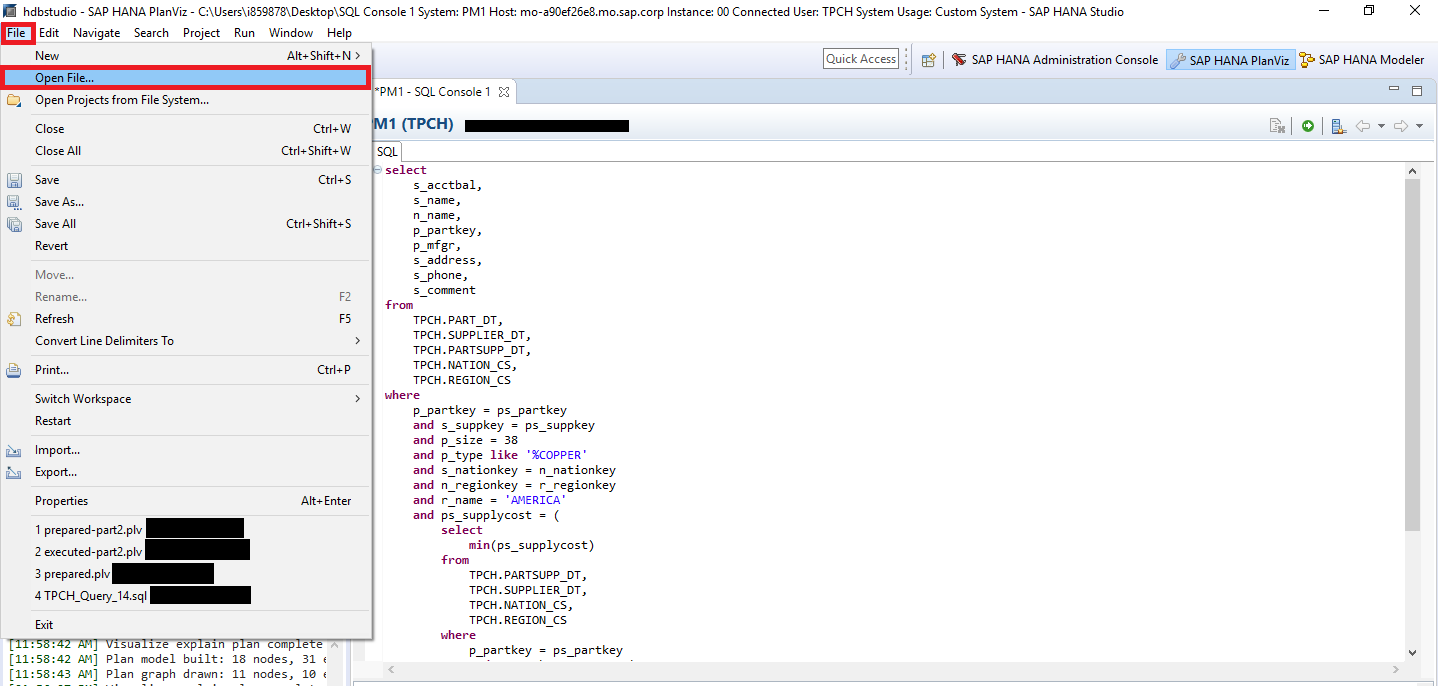 hdbstudio - SAP HANA PlanViz - C:\Users\i859878\Desktop\SQL Console 1 System: PM1 Host: mo-a90ef26e8.mo.sap.corp Instance: 00 Connected User: TPCH System Usage: Custom System - SAP HANA Studio
File Edit Navigate Search Project Run Window Help
Quick Access SAP HANA Administration Console SAP HANA PlanViz SAP HANA Modeler
New Alt+Shift+N >
Open File...
Open Projects from File System...
Close Ctrl+W
Close All Ctrl+Shift+W
Save Ctrl+S
Save As...
Save All Ctrl+Shift+S
Revert
Move...
Rename... F2
Refresh F5
Convert Line Delimiters To >
Print... Ctrl+P
Switch Workspace >
Restart
Import...
Export...
Properties Alt+Enter
1 prepared-part2.plv
2 executed-part2.plv
3 prepared.plv
4 TPCH_Query_14.sql
Exit
[11:58:42 AM] Visualize explain plan complete
[11:58:42 AM] Plan model built: 18 nodes, 31 e
[11:58:43 AM] Plan graph drawn: 11 nodes, 10 e
*PM1 - SQL Console 1
PM1 (TPCH)
SQL
select
s_acctbal,
s_name,
n_name,
p_partkey,
p_mfgr,
s_address,
s_phone,
s_comment
from
TPCH.PART_DT,
TPCH.SUPPLIER_DT,
TPCH.PARTSUPP_DT,
TPCH.NATION_CS,
TPCH.REGION_CS
where
p_partkey = ps_partkey
and s_suppkey = ps_suppkey
and p_size = 38
and p_type like '%COPPER'
and s_nationkey = n_nationkey
and n_regionkey = r_regionkey
and r_name = 'AMERICA'
and ps_supplycost = (
select
min(ps_supplycost)
from
TPCH.PARTSUPP_DT,
TPCH.SUPPLIER_DT,
TPCH.NATION_CS,
TPCH.REGION_CS
where
p_partkey = ps_partkey